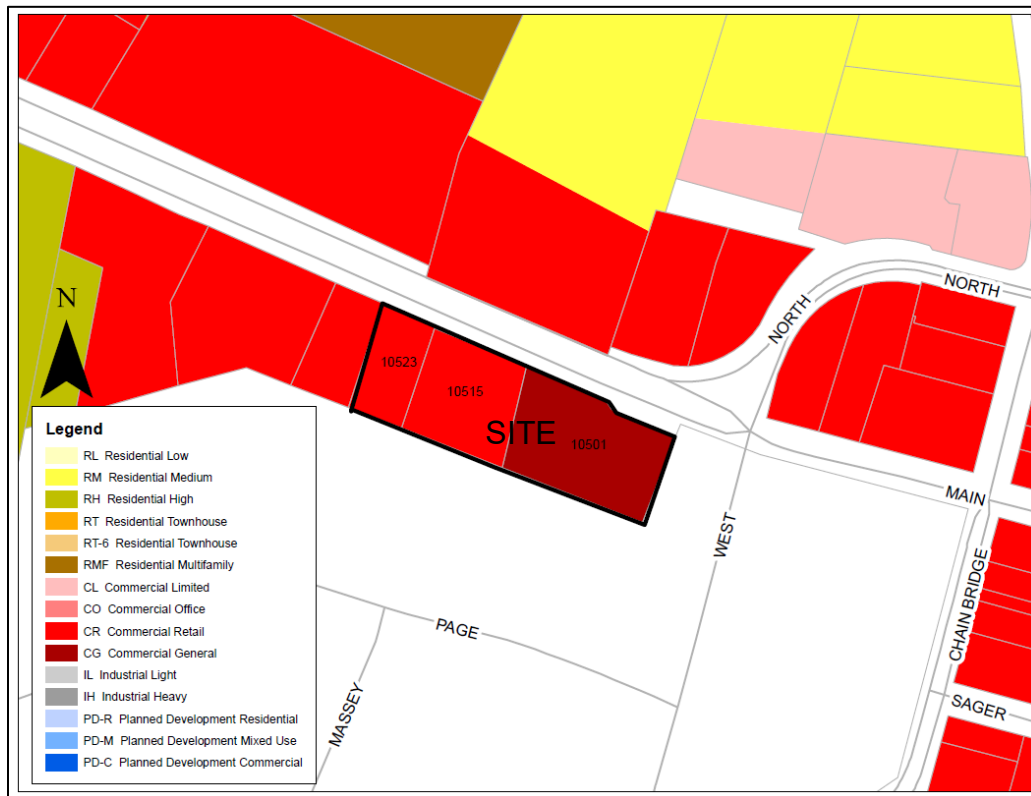 NORTH
NORTH
N
10523
10515
SITE
10501
MAIN
WEST
CHAIN BRIDGE
PAGE
MASSEY
SAGER
Legend
RL Residential Low
RM Residential Medium
RH Residential High
RT Residential Townhouse
RT-6 Residential Townhouse
RMF Residential Multifamily
CL Commercial Limited
CO Commercial Office
CR Commercial Retail
CG Commercial General
IL Industrial Light
IH Industrial Heavy
PD-R Planned Development Residential
PD-M Planned Development Mixed Use
PD-C Planned Development Commercial